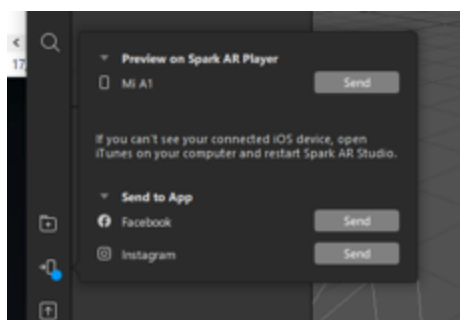 17
Preview on Spark AR Player
Mi A1
Send
If you can't see your connected iOS device, open
iTunes on your computer and restart Spark AR Studio.
Send to App
Facebook
Send
Instagram
Send